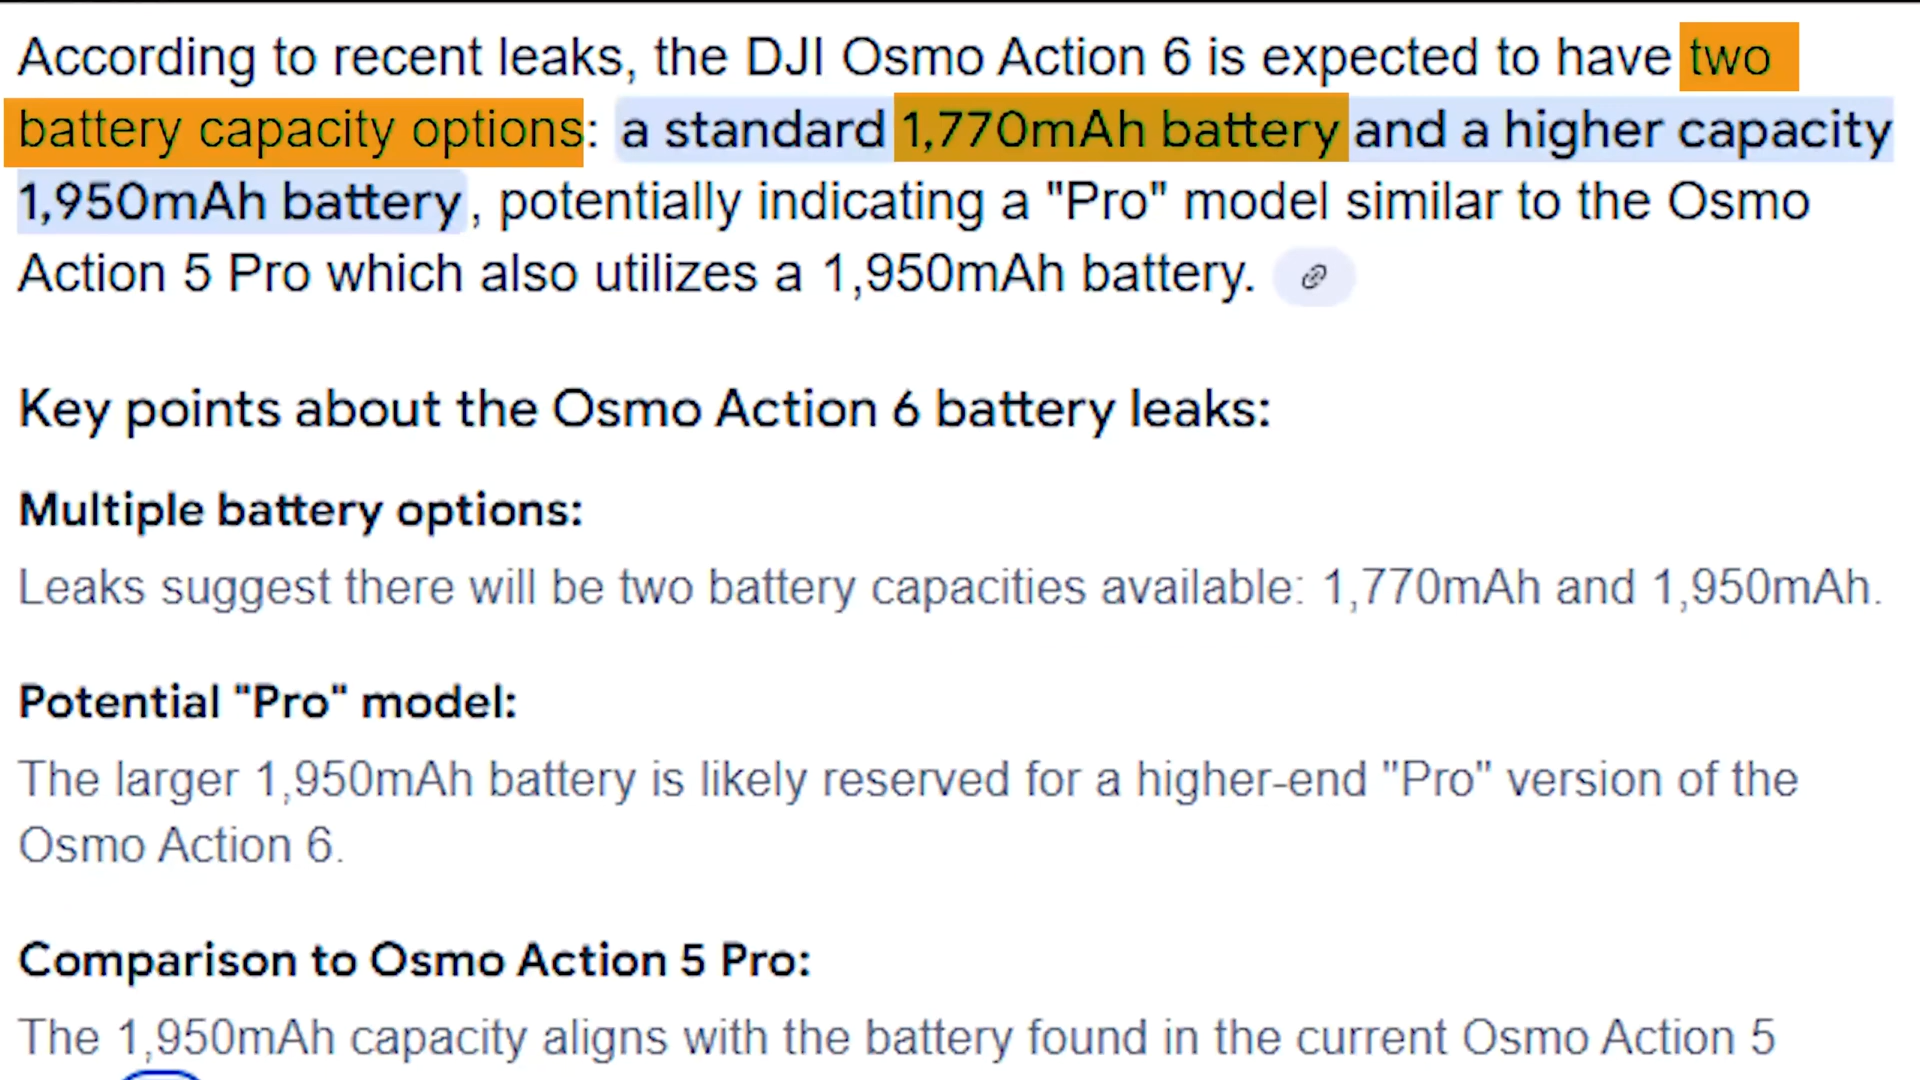 According to recent leaks, the DJI Osmo Action 6 is expected to have two
battery capacity options: a standard 1,770mAh battery and a higher capacity
1,950mAh battery, potentially indicating a "Pro" model similar to the Osmo
Action 5 Pro which also utilizes a 1,950mAh battery.
Key points about the Osmo Action 6 battery leaks:
Multiple battery options:
Leaks suggest there will be two battery capacities available: 1,770mAh and 1,950mAh.
Potential "Pro" model:
The larger 1,950mAh battery is likely reserved for a higher-end "Pro" version of the
Osmo Action 6.
Comparison to Osmo Action 5 Pro:
The 1,950mAh capacity aligns with the battery found in the current Osmo Action 5